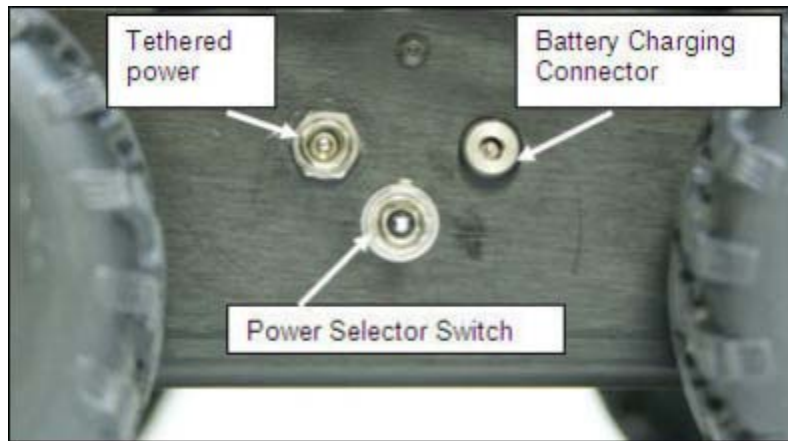 Tethered
power
Battery Charging
Connector
Power Selector Switch